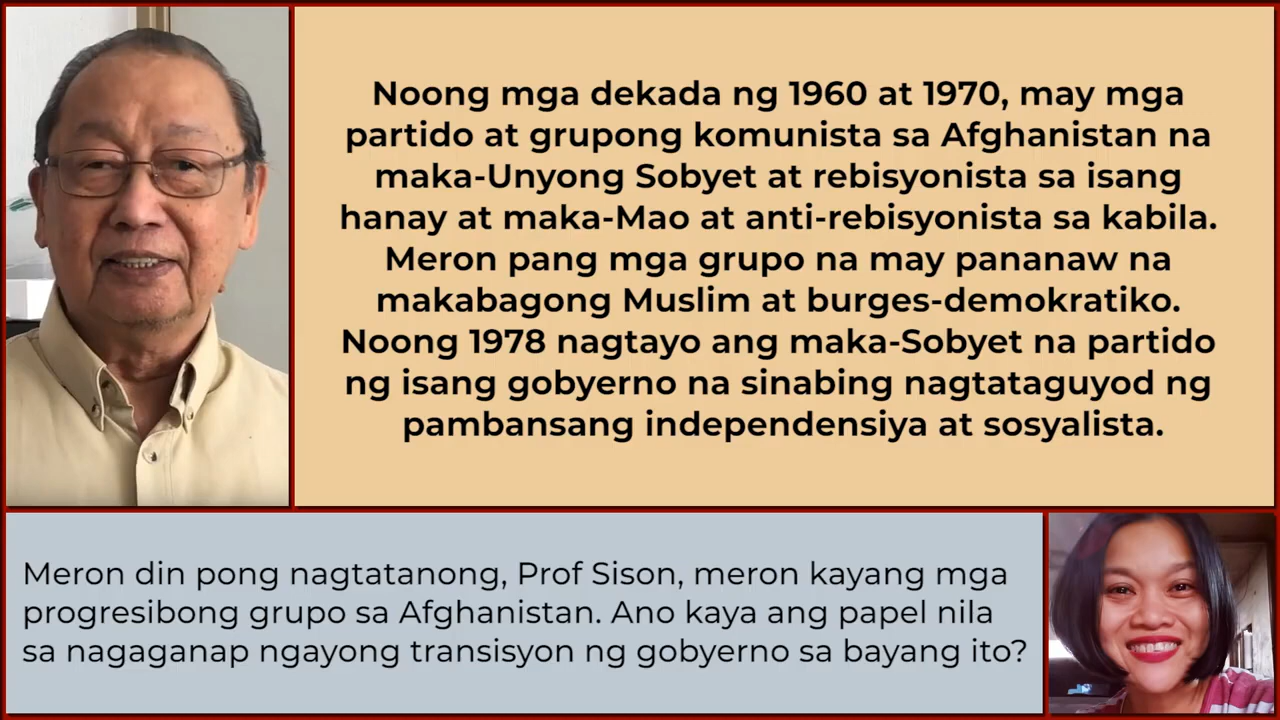 Noong mga dekada ng 1960 at 1970, may mga
partido at grupong komunista sa Afghanistan na
maka-Unyong Sobyet at rebisyonista sa isang
hanay at maka-Mao at anti-rebisyonista sa kabila.
Meron pang mga grupo na may pananaw na
makabagong Muslim at burges-demokratiko.
Noong 1978 nagtayo ang maka-Sobyet na partido
ng isang gobyerno na sinabing nagtataguyod ng
pambansang independensiya at sosyalista.
Meron din pong nagtatanong, Prof Sison, meron kayang mga
progresibong grupo sa Afghanistan. Ano kaya ang papel nila
sa nagaganap ngayong transisyon ng gobyerno sa bayang ito?